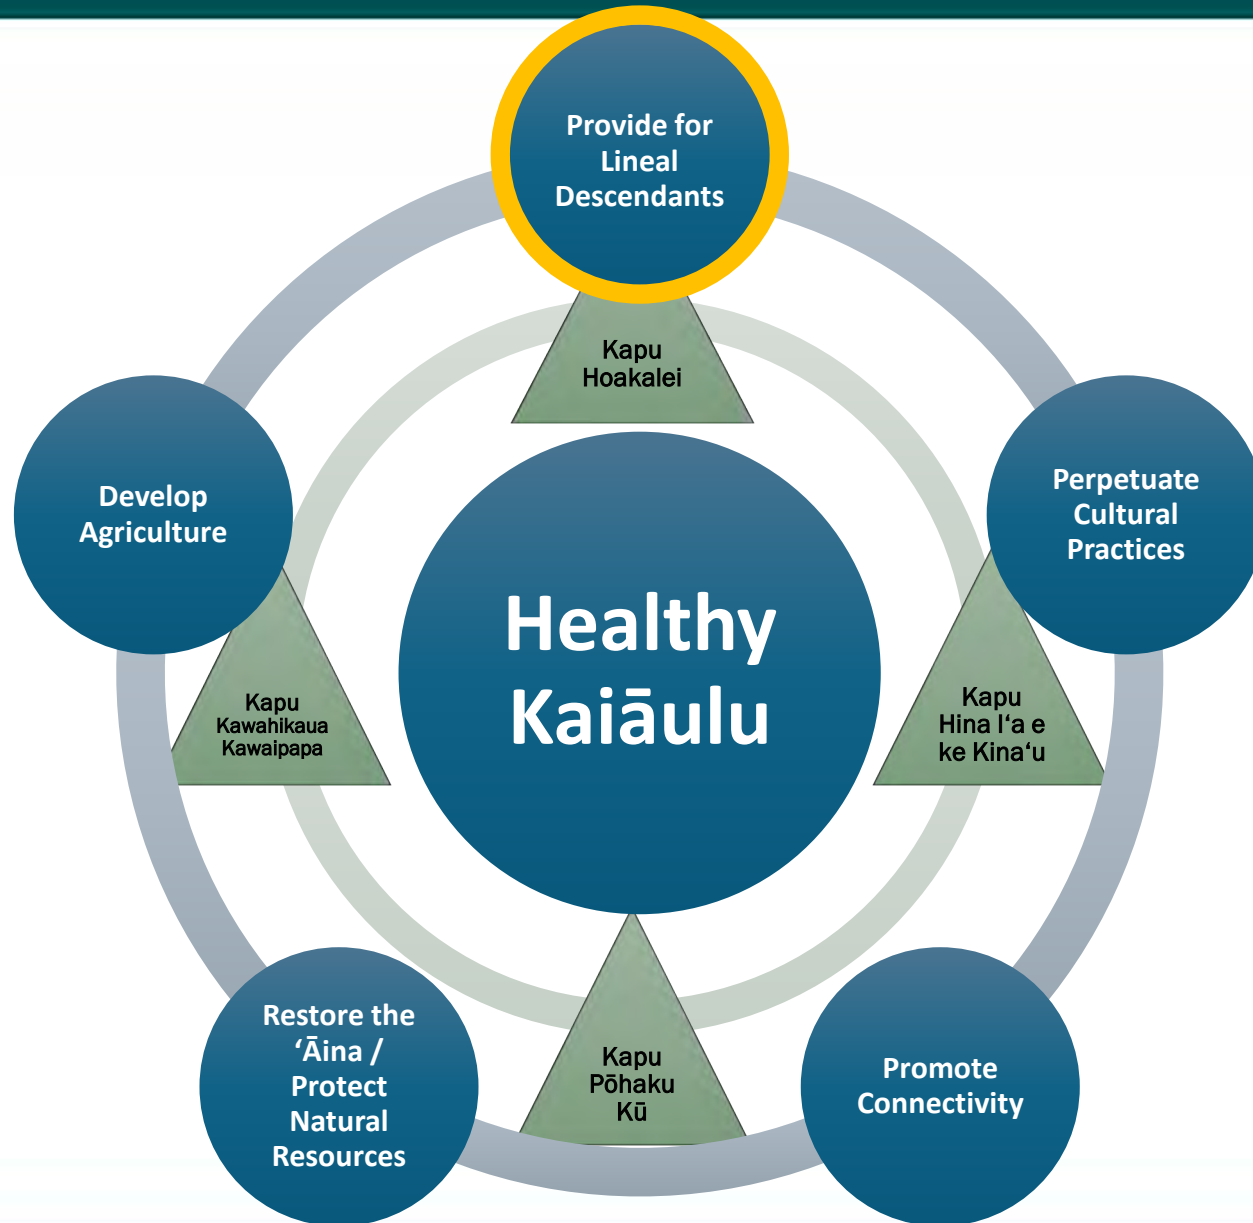 Provide for
Lineal
Descendants
Kapu
Hoakalei
Develop
Agriculture
Perpetuate
Cultural
Practices
Healthy
Kaiāulu
Kapu
Kawahikaua
Kawaipapa
Kapu
Hina I‘a e
ke Kina‘u
Restore the
‘Āina /
Protect
Natural
Resources
Kapu
Pōhaku
Kū
Promote
Connectivity